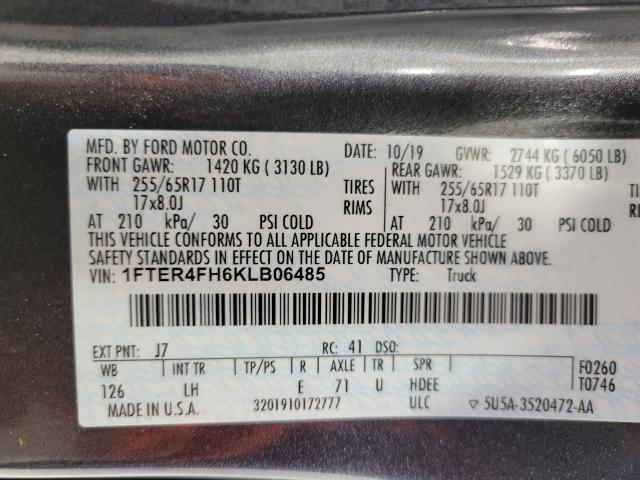 MFD. BY FORD MOTOR CO. DATE: 10/19 GVWR: 2744 KG ( 6050 LB)
FRONT GAWR: 1420 KG ( 3130 LB) REAR GAWR: 1529 KG ( 3370 LB)
WITH 255/65R17 110T TIRES WITH 255/65R17 110T
17x8.0J RIMS 17x8.0J
AT 210 kPa/ 30 PSI COLD AT 210 kPa/ 30 PSI COLD
THIS VEHICLE CONFORMS TO ALL APPLICABLE FEDERAL MOTOR VEHICLE
SAFETY STANDARDS IN EFFECT ON THE DATE OF MANUFACTURE SHOWN ABOVE.
VIN: 1FTER4FH6KLB06485 TYPE: Truck
EXT PNT: J7 RC: 41 DSO:
WB INT TR TP/PS R AXLE TR SPR F0260
126 LH E 71 U HDEE T0746
MADE IN U.S.A. 3201910172777 ULC ▽ 5U5A-3520472-AA